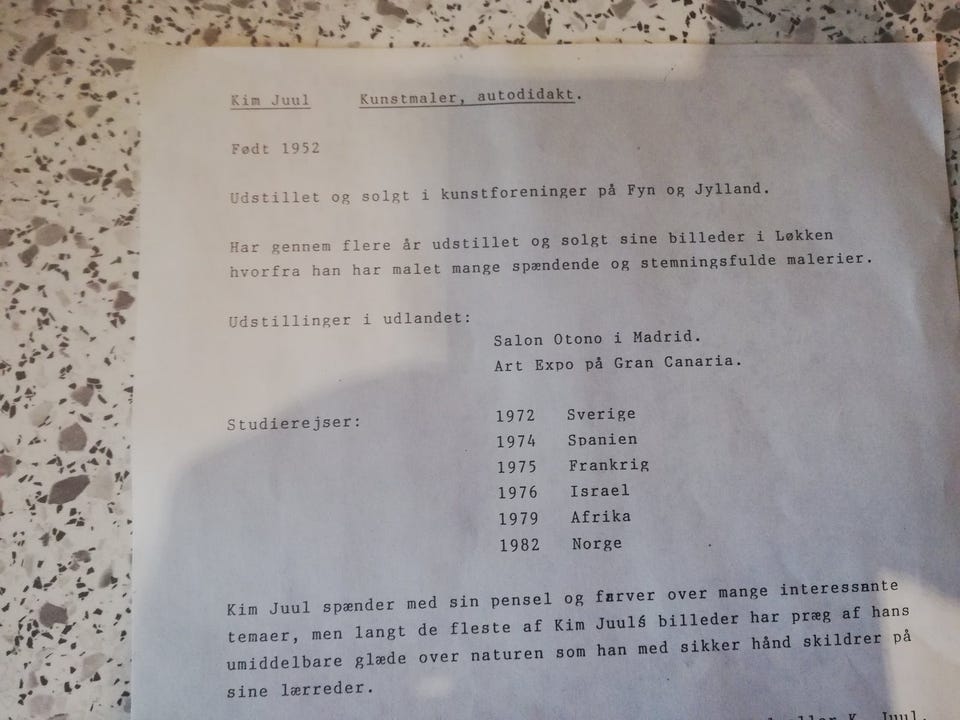 Kim Juul Kunstmaler, autodidakt.
Født 1952
Udstillet og solgt i kunstforeninger på Fyn og Jylland.
Har gennem flere år udstillet og solgt sine billeder i Løkken
hvorfra han har malet mange spændende og stemningsfulde malerier.
Udstillinger i udlandet:
Salon Otono i Madrid.
Art Expo på Gran Canaria.
Studierejser:
1972 Sverige
1974 Spanien
1975 Frankrig
1976 Israel
1979 Afrika
1982 Norge
Kim Juul spænder med sin pensel og farver over mange interessante
temaer, men langt de fleste af Kim Juulś billeder har præg af hans
umiddelbare glæde over naturen som han med sikker hånd skildrer på
sine lærreder.
K. Juul.